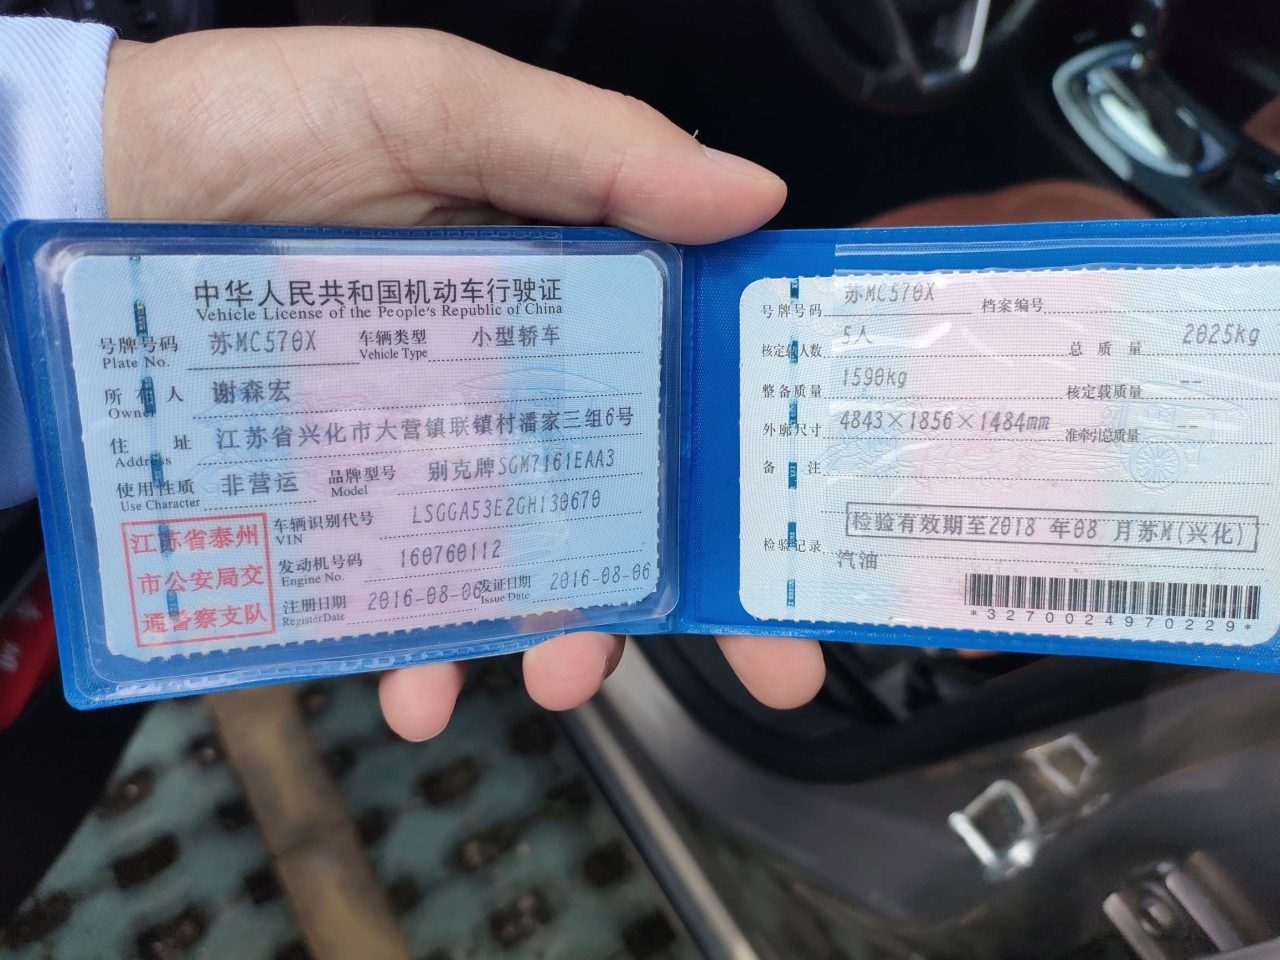 中华人民共和国机动车行驶证
Vehicle License of the People's Republic of China
号牌号码 苏MC570X 车辆类型 小型轿车
Plate No. Vehicle Type
所有人 谢森宏
Owner
住址 江苏省兴化市大营镇联镇村潘家三组6号
Address
使用性质 非营运 品牌型号 别克牌SGM7161EAA3
Use Character Model
江苏省泰州
市公安局交
通警察支队
车辆识别代号 LSGGA53E2GH130670
VIN
发动机号码 160760112
Engine No.
注册日期 2016-08-06 发证日期 2016-08-06
Register Date Issue Date
号牌号码 苏MC570X 档案编号
核定载人数 5人 总质量 2025kg
整备质量 1590kg 核定载质量 --
外廓尺寸 4843×1856×1484mm 准牵引总质量 --
备注
检验有效期至2018 年08 月苏M(兴化)
检验记录 汽油
*3270024970229*